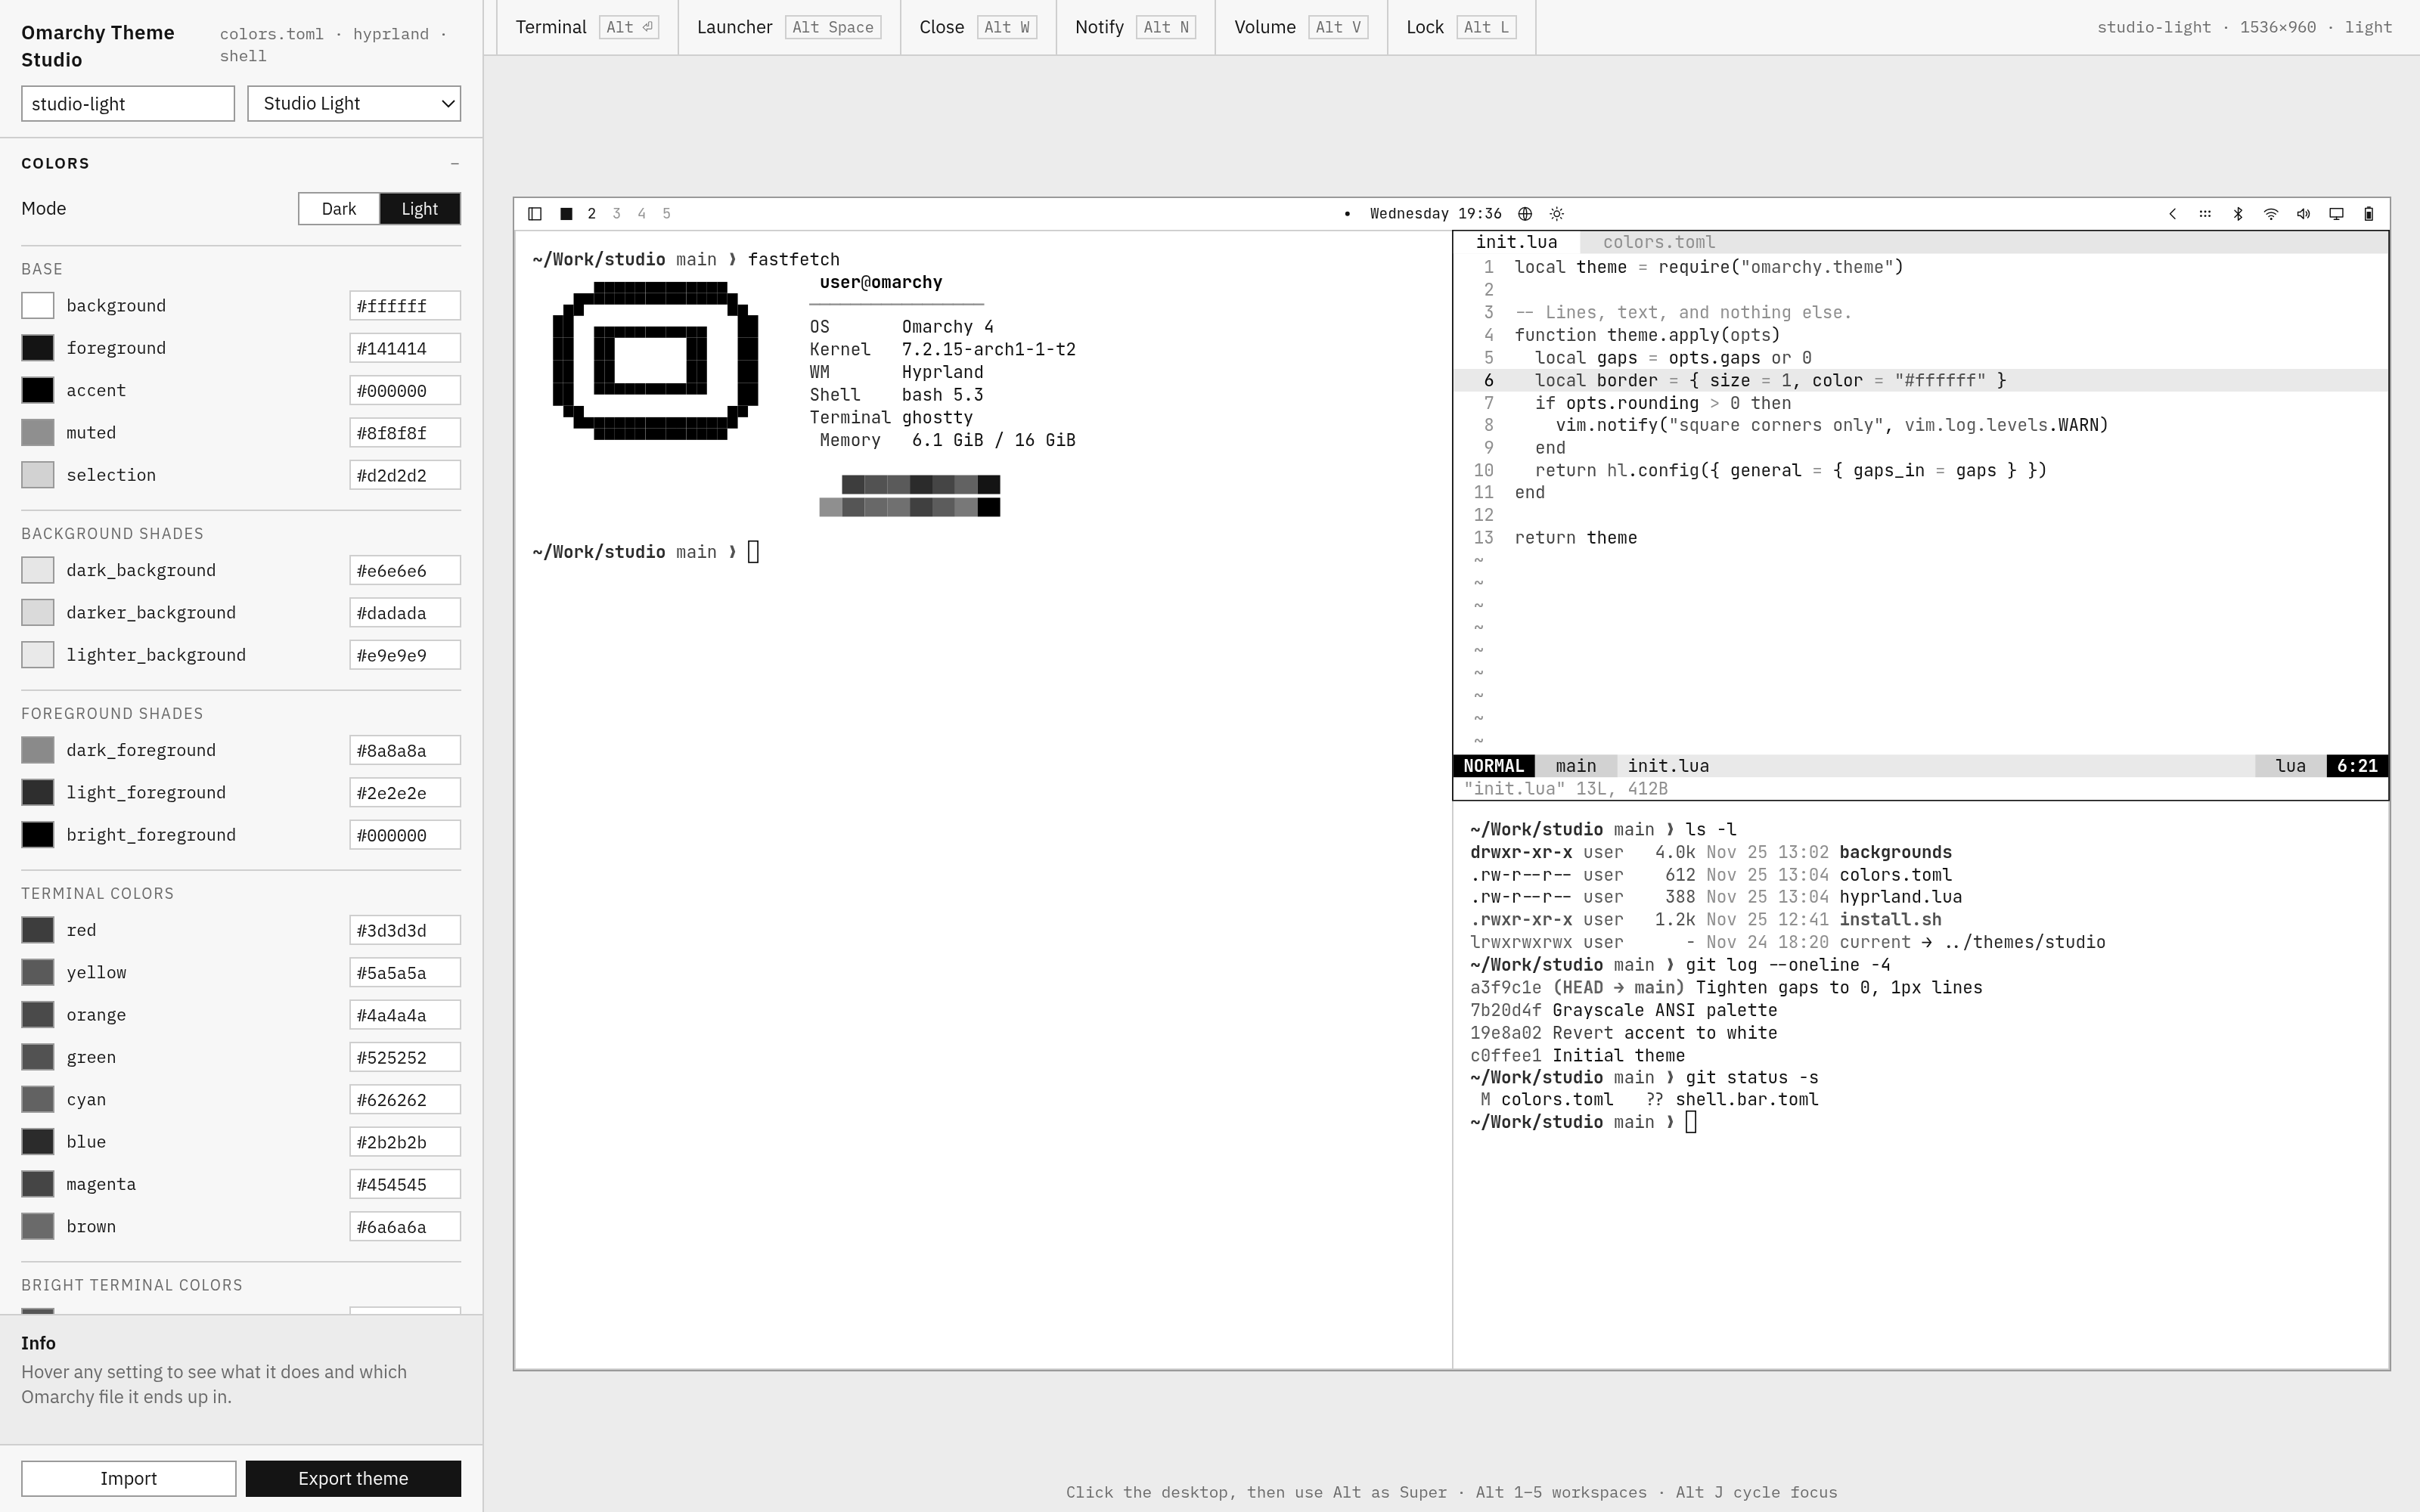 Omarchy Theme Studio
colors.toml · hyprland · shell
studio-light
Studio Light
COLORS
–
Mode
Dark
Light
BASE
background #ffffff
foreground #141414
accent #000000
muted #8f8f8f
selection #d2d2d2
BACKGROUND SHADES
dark_background #e6e6e6
darker_background #dadada
lighter_background #e9e9e9
FOREGROUND SHADES
dark_foreground #8a8a8a
light_foreground #2e2e2e
bright_foreground #000000
TERMINAL COLORS
red #3d3d3d
yellow #5a5a5a
orange #4a4a4a
green #525252
cyan #626262
blue #2b2b2b
magenta #454545
brown #6a6a6a
BRIGHT TERMINAL COLORS
Info
Hover any setting to see what it does and which
Omarchy file it ends up in.
Import
Export theme
Terminal Alt ⏎
Launcher Alt Space
Close Alt W
Notify Alt N
Volume Alt V
Lock Alt L
studio-light · 1536×960 · light
2 3 4 5
• Wednesday 19:36
~/Work/studio main ❯ fastfetch
user@omarchy
OS Omarchy 4
Kernel 7.2.15-arch1-1-t2
WM Hyprland
Shell bash 5.3
Terminal ghostty
Memory 6.1 GiB / 16 GiB
~/Work/studio main ❯
init.lua colors.toml
1 local theme = require("omarchy.theme")
2
3 -- Lines, text, and nothing else.
4 function theme.apply(opts)
5 local gaps = opts.gaps or 0
6 local border = { size = 1, color = "#ffffff" }
7 if opts.rounding > 0 then
8 vim.notify("square corners only", vim.log.levels.WARN)
9 end
10 return hl.config({ general = { gaps_in = gaps } })
11 end
12
13 return theme
~
~
~
~
~
~
~
~
~
NORMAL main init.lua lua 6:21
"init.lua" 13L, 412B
~/Work/studio main ❯ ls -l
drwxr-xr-x user 4.0k Nov 25 13:02 backgrounds
.rw-r--r-- user 612 Nov 25 13:04 colors.toml
.rw-r--r-- user 388 Nov 25 13:04 hyprland.lua
.rwxr-xr-x user 1.2k Nov 25 12:41 install.sh
lrwxrwxrwx user - Nov 24 18:20 current → ../themes/studio
~/Work/studio main ❯ git log --oneline -4
a3f9c1e (HEAD → main) Tighten gaps to 0, 1px lines
7b20d4f Grayscale ANSI palette
19e8a02 Revert accent to white
c0ffee1 Initial theme
~/Work/studio main ❯ git status -s
M colors.toml ?? shell.bar.toml
~/Work/studio main ❯
Click the desktop, then use Alt as Super · Alt 1–5 workspaces · Alt J cycle focus